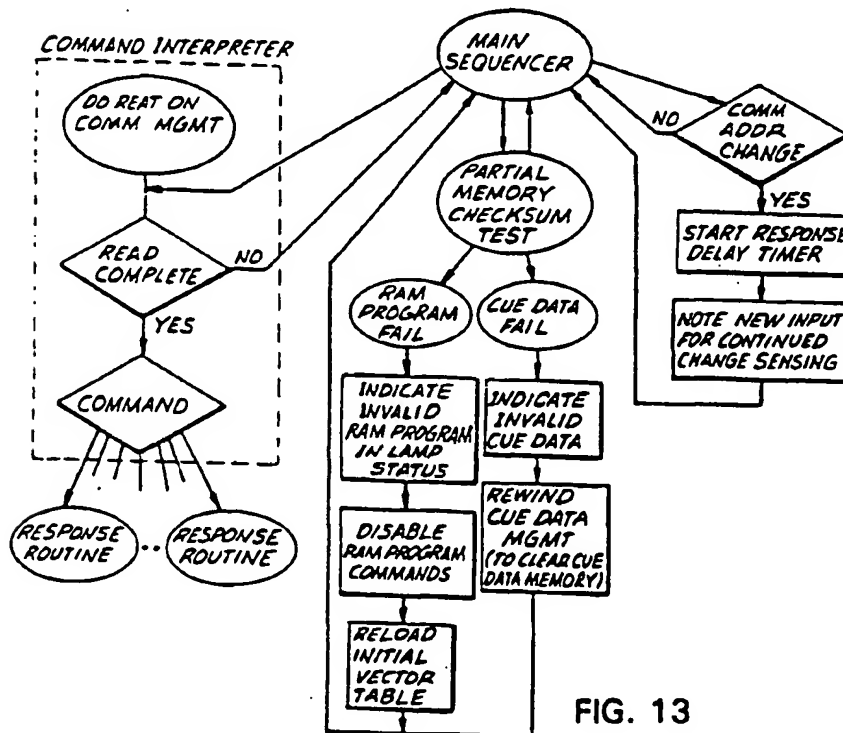 COMMAND INTERPRETER
DO REAT ON
COMM MGMT
READ
COMPLETE
NO
YES
COMMAND
RESPONSE
ROUTINE
..
RESPONSE
ROUTINE
MAIN
SEQUENCER
PARTIAL
MEMORY
CHECKSUM
TEST
RAM
PROGRAM
FAIL
INDICATE
INVALID
RAM PROGRAM
IN LAMP
STATUS
DISABLE
RAM PROGRAM
COMMANDS
RELOAD
INITIAL
VECTOR
TABLE
CUE DATA
FAIL
INDICATE
INVALID
CUE DATA
REWIND
CUE DATA
MGMT
(TO CLEAR CUE
DATA MEMORY)
NO
COMM
ADDR
CHANGE
YES
START RESPONSE
DELAY TIMER
NOTE NEW INPUT
FOR CONTINUED
CHANGE SENSING
FIG. 13